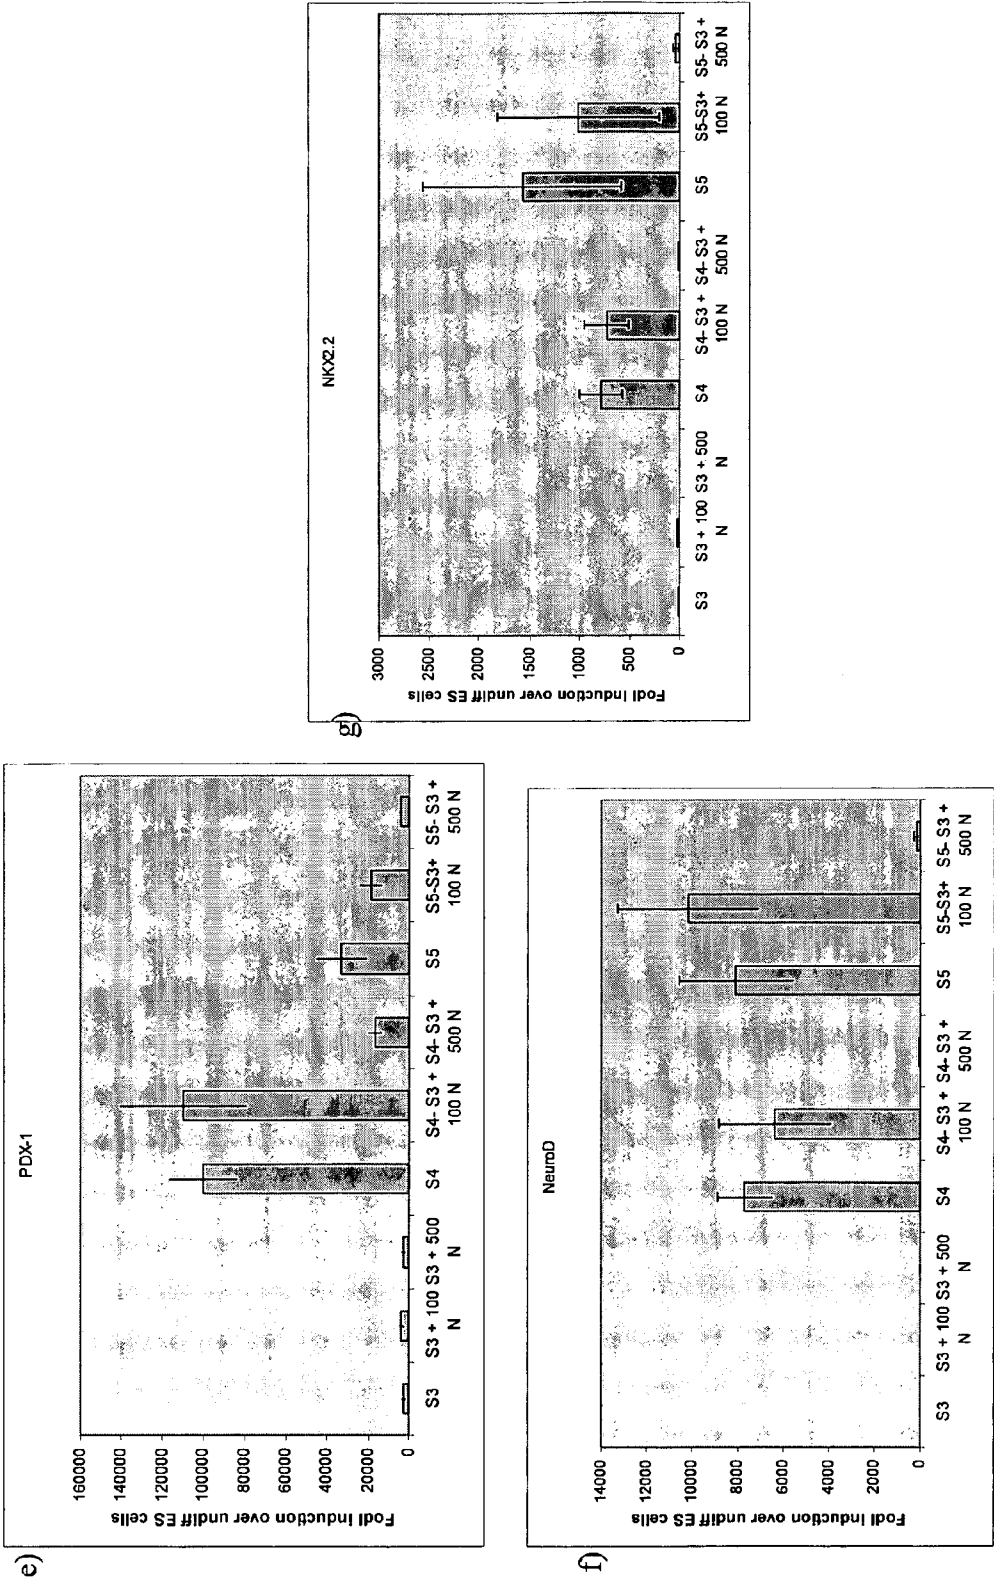 e)
PDX-1
Fodl Induction over undiff ES cells
160000
140000
120000
100000
80000
60000
40000
20000
0
S3 S3 + 100 S3 + 500 S4 S4- S3 + S4- S3 + S5 S5-S3+ S5- S3 +
N N 100 N 500 N 100 N 500 N
f)
NeuroD
Fodl Induction over undiff ES cells
14000
12000
10000
8000
6000
4000
2000
0
S3 S3 + 100 S3 + 500 S4 S4- S3 + S4- S3 + S5 S5-S3+ S5- S3 +
N N 100 N 500 N 100 N 500 N
g)
NKX2.2
Fodl Induction over undiff ES cells
3000
2500
2000
1500
1000
500
0
S3 S3 + 100 S3 + 500 S4 S4- S3 + S4- S3 + S5 S5-S3+ S5- S3 +
N N 100 N 500 N 100 N 500 N